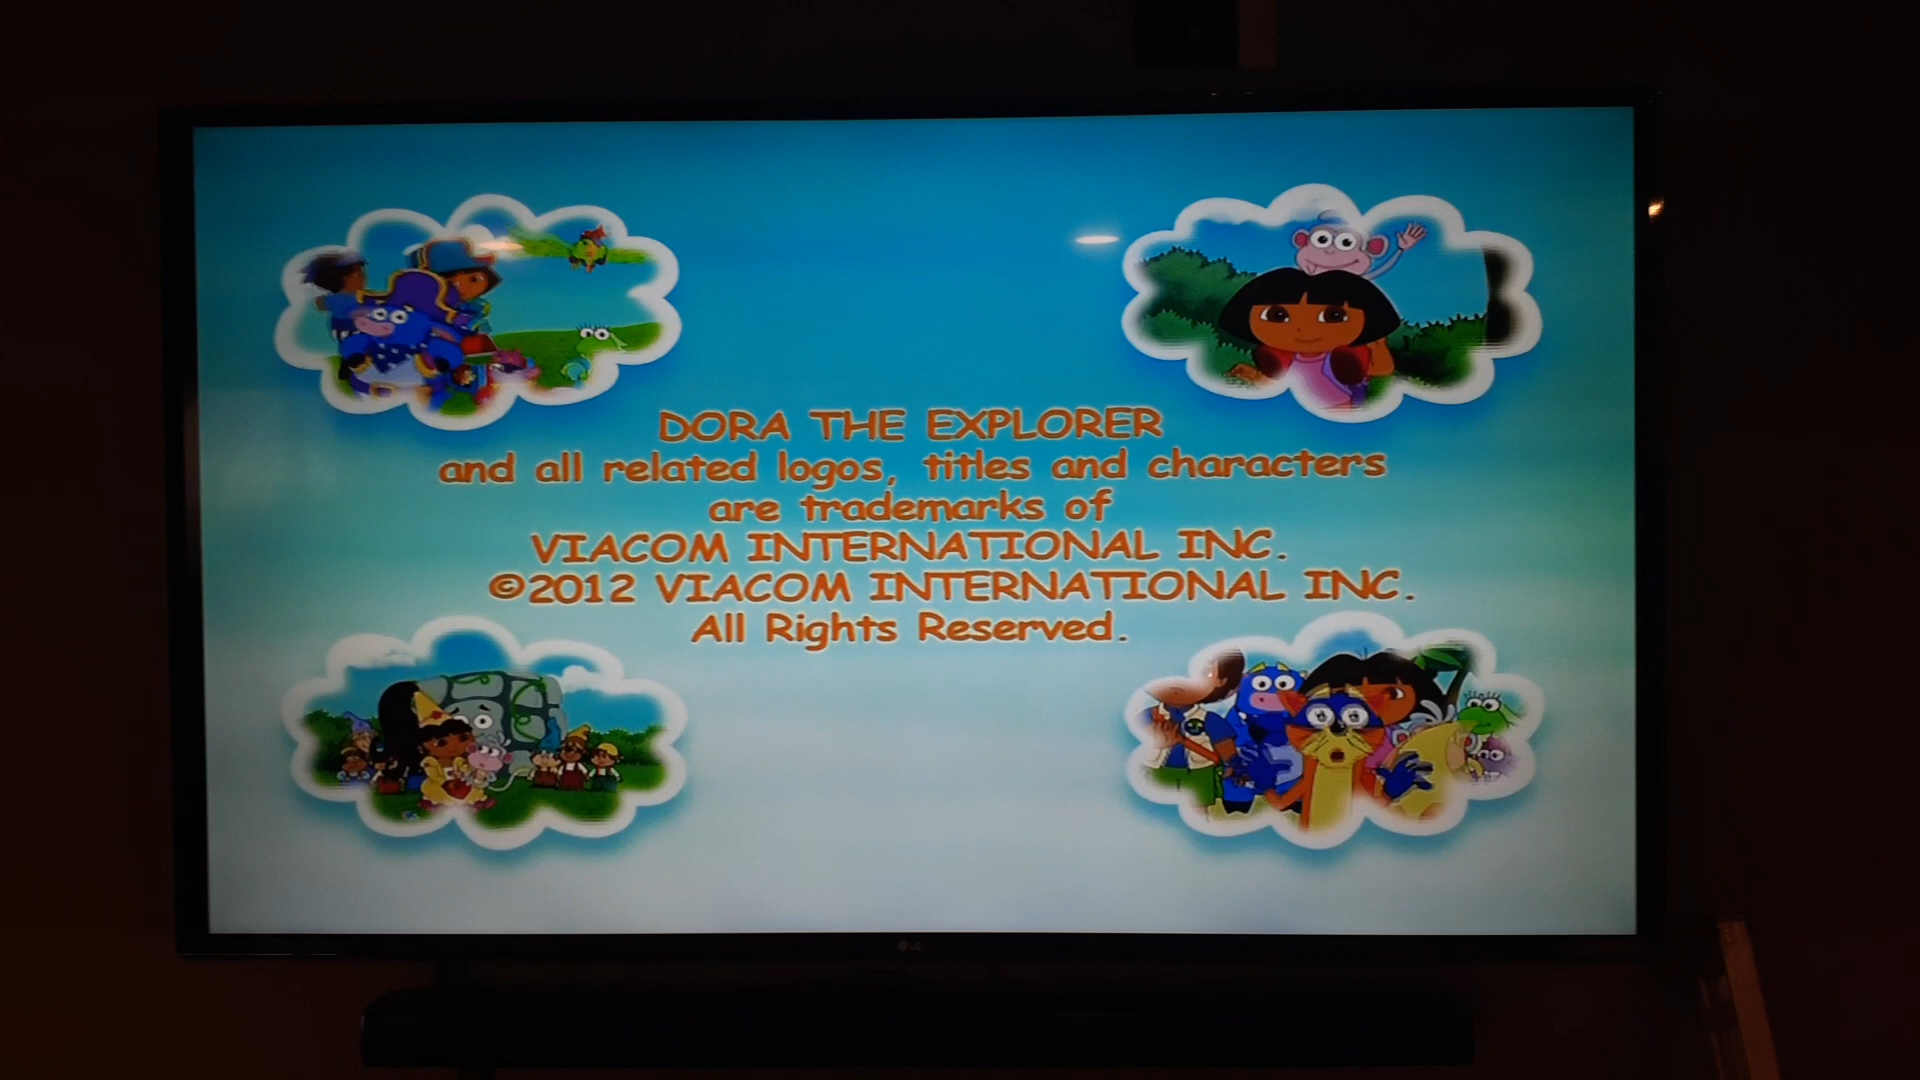 DORA THE EXPLORER
and all related logos, titles and characters
are trademarks of
VIACOM INTERNATIONAL INC.
©2012 VIACOM INTERNATIONAL INC.
All Rights Reserved.
LG